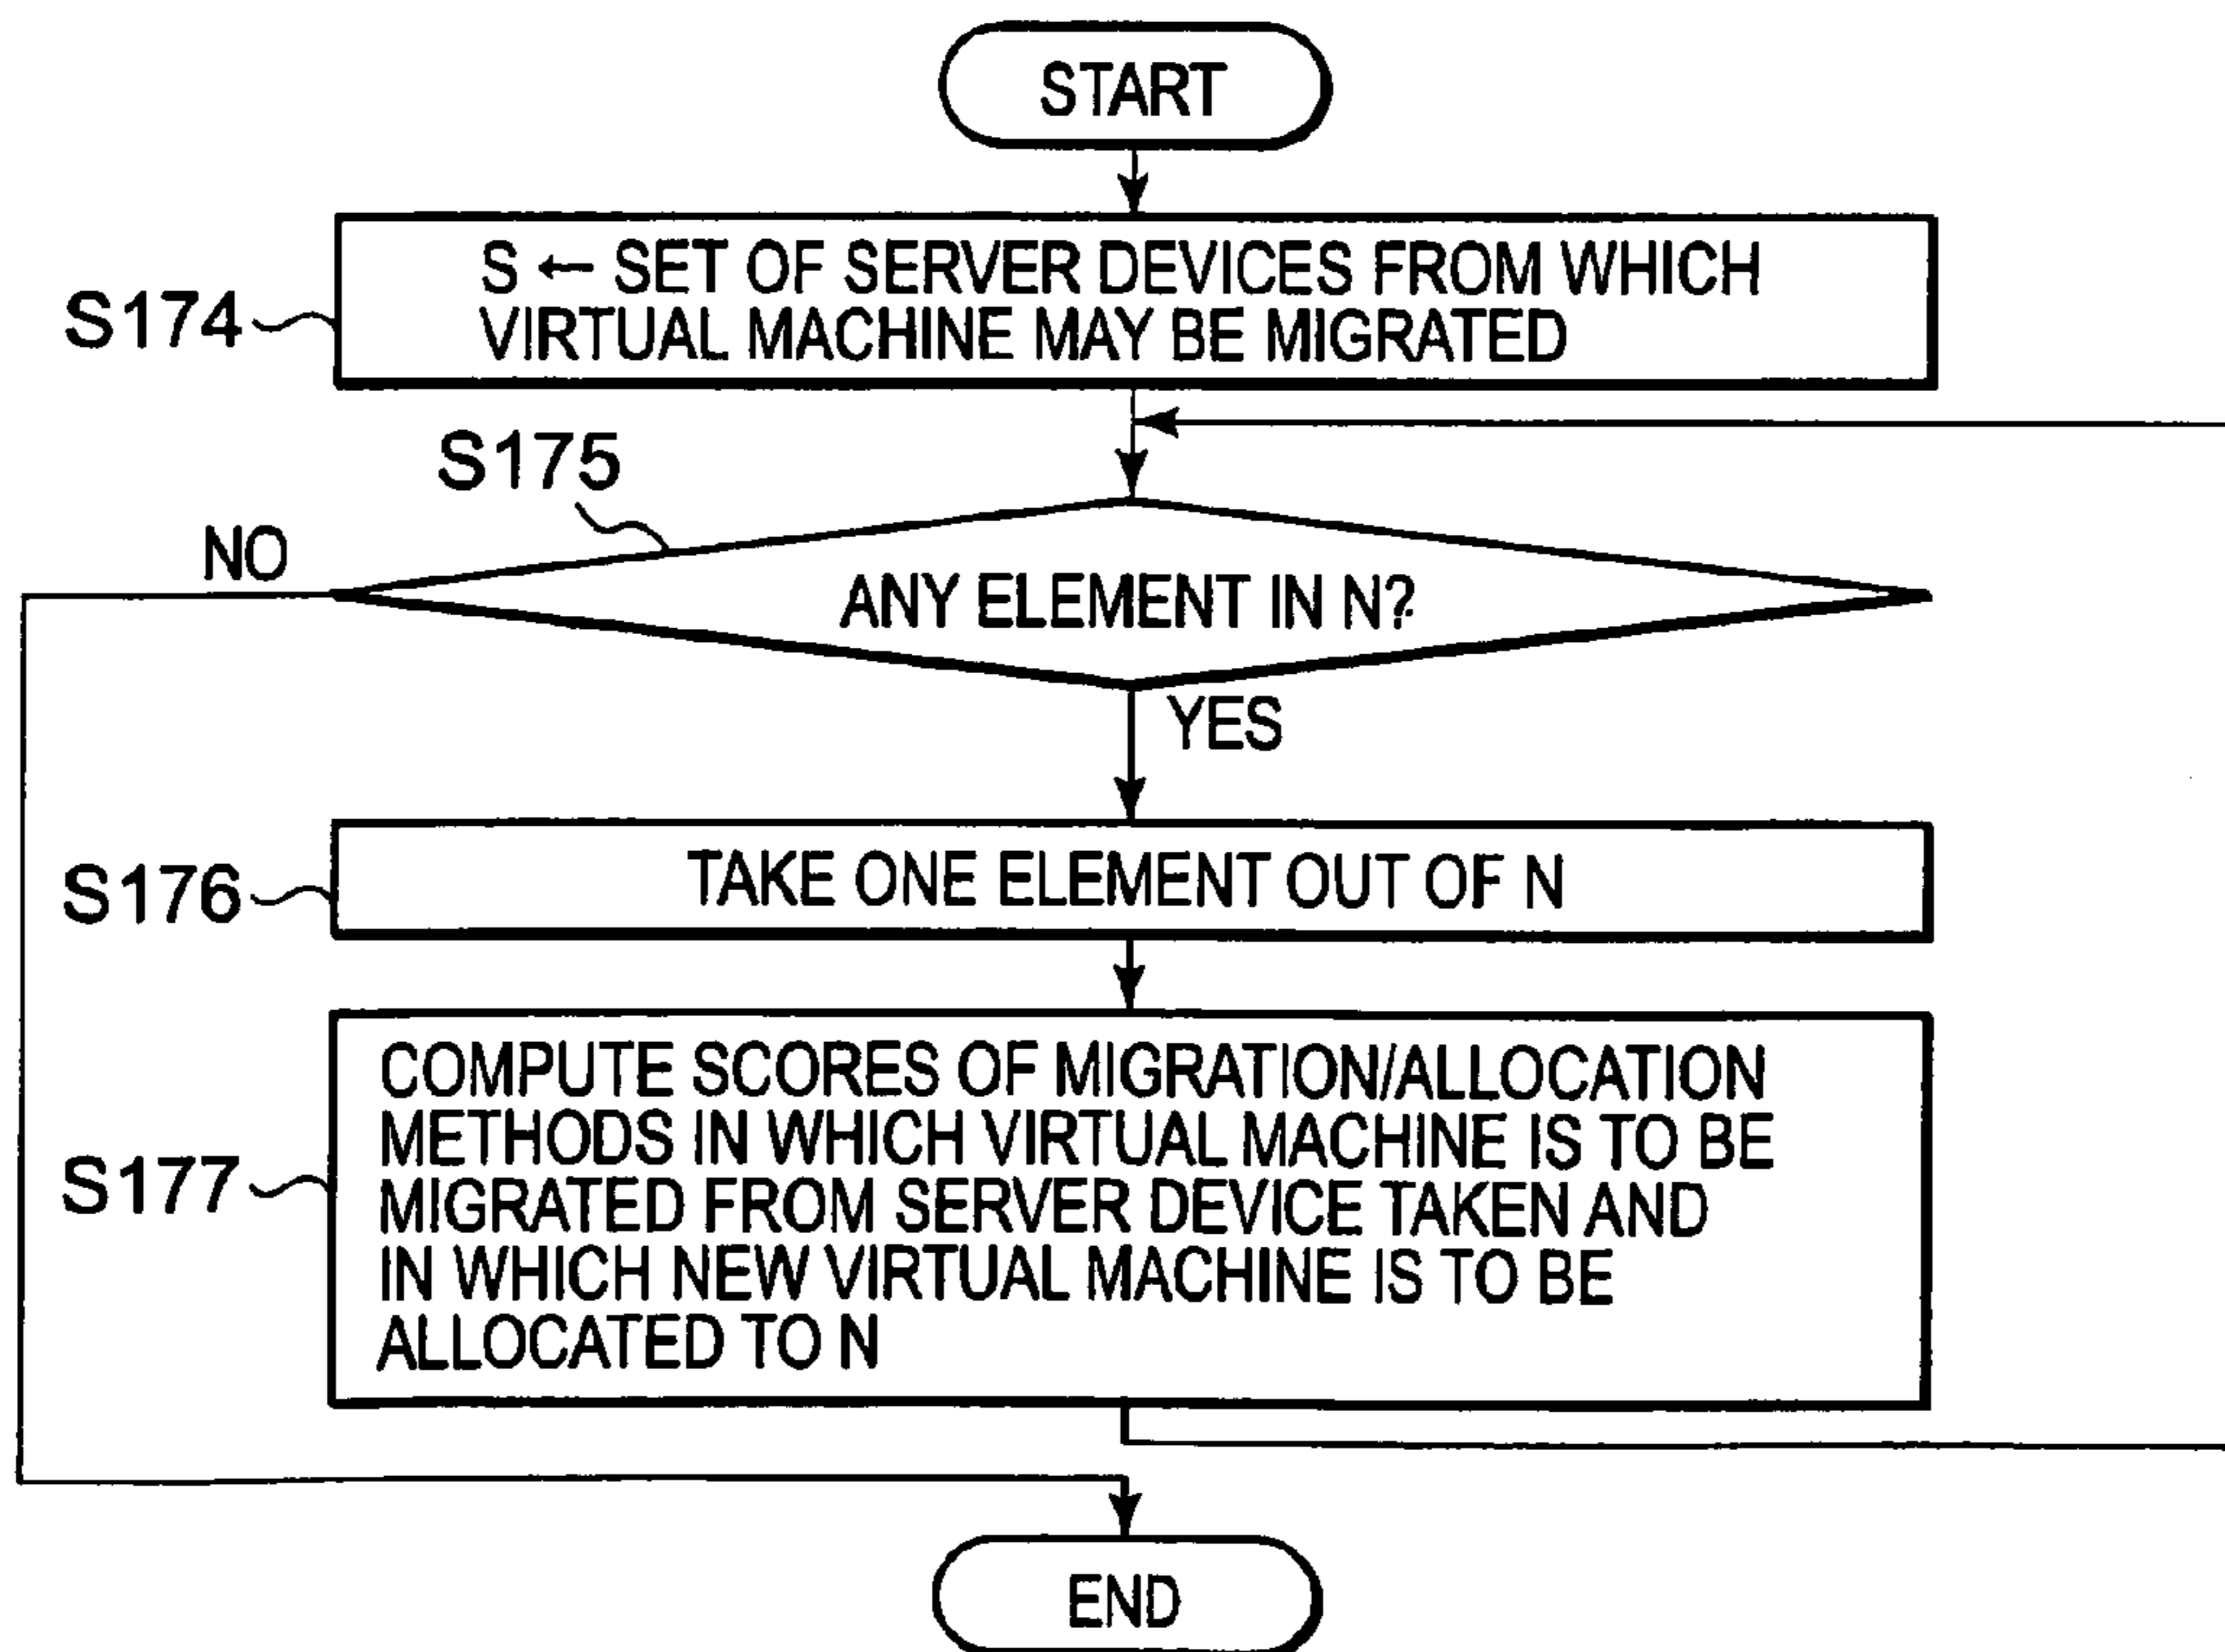 START
S174
S ← SET OF SERVER DEVICES FROM WHICH
VIRTUAL MACHINE MAY BE MIGRATED
S175
NO
ANY ELEMENT IN N?
YES
S176
TAKE ONE ELEMENT OUT OF N
S177
COMPUTE SCORES OF MIGRATION/ALLOCATION
METHODS IN WHICH VIRTUAL MACHINE IS TO BE
MIGRATED FROM SERVER DEVICE TAKEN AND
IN WHICH NEW VIRTUAL MACHINE IS TO BE
ALLOCATED TO N
END